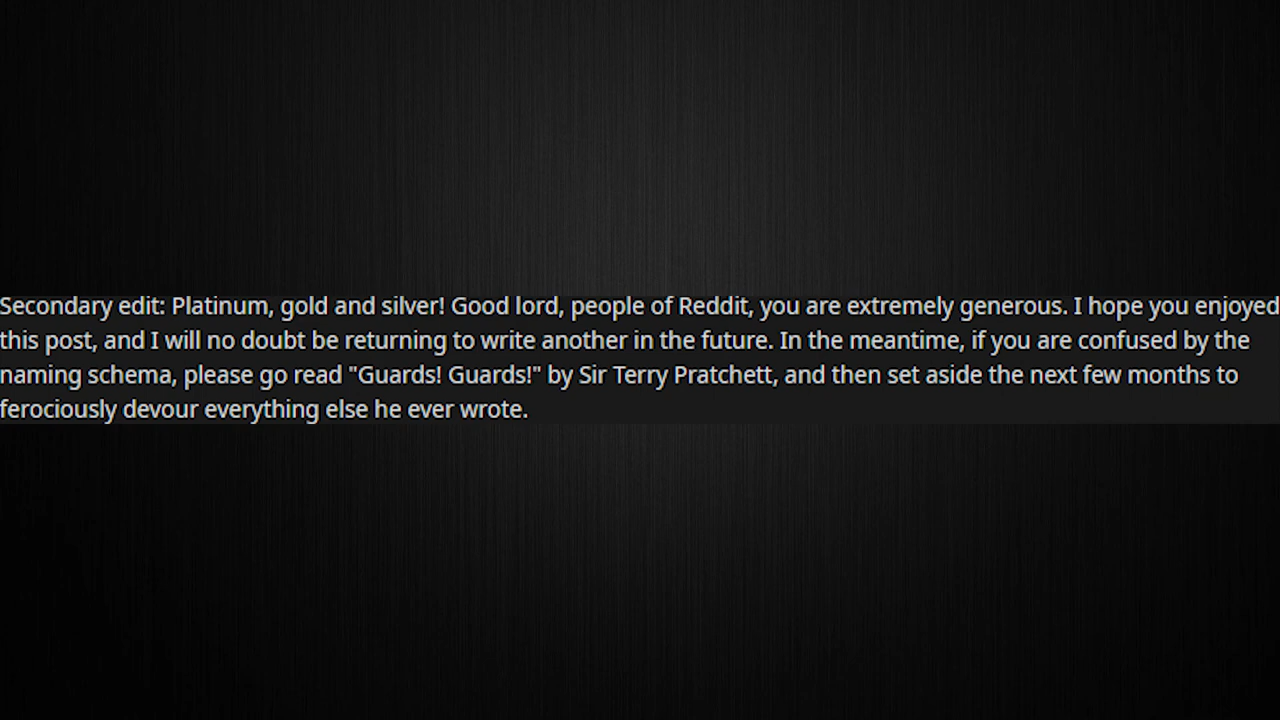 Secondary edit: Platinum, gold and silver! Good lord, people of Reddit, you are extremely generous. I hope you enjoyed
this post, and I will no doubt be returning to write another in the future. In the meantime, if you are confused by the
naming schema, please go read "Guards! Guards!" by Sir Terry Pratchett, and then set aside the next few months to
ferociously devour everything else he ever wrote.